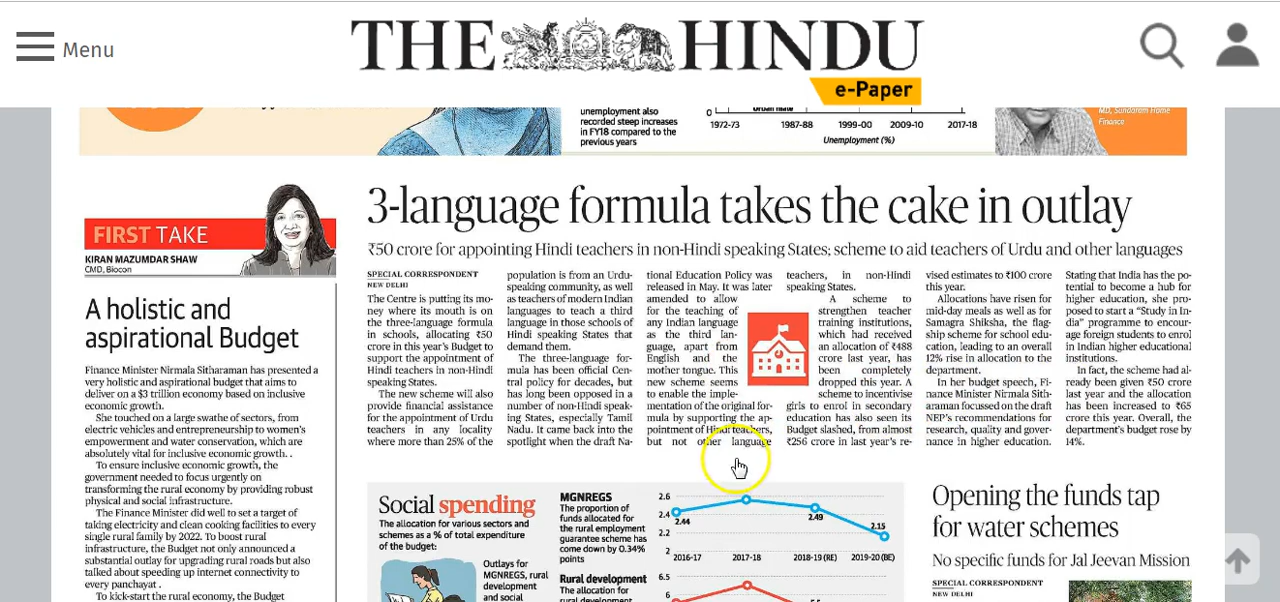 Menu
THE HINDU
e-Paper
unemployment also
recorded steep increases
in FY18 compared to the
previous years
0
1972-73 1987-88 1999-00 2009-10 2017-18
Unemployment (%)
MD, Sundaram Home
Finance
FIRST TAKE
KIRAN MAZUMDAR SHAW
CMD, Biocon
A holistic and
aspirational Budget
Finance Minister Nirmala Sitharaman has presented a
very holistic and aspirational budget that aims to
deliver on a $3 trillion economy based on inclusive
economic growth.
She touched on a large swathe of sectors, from
electric vehicles and entrepreneurship to women's
empowerment and water conservation, which are
absolutely vital for inclusive economic growth. .
To ensure inclusive economic growth, the
government needed to focus urgently on
transforming the rural economy by providing robust
physical and social infrastructure.
The Finance Minister did well to set a target of
taking electricity and clean cooking facilities to every
single rural family by 2022. To boost rural
infrastructure, the Budget not only announced a
substantial outlay for upgrading rural roads but also
talked about speeding up internet connectivity to
every panchayat .
To kick-start the rural economy, the Budget
3-language formula takes the cake in outlay
₹50 crore for appointing Hindi teachers in non-Hindi speaking States; scheme to aid teachers of Urdu and other languages
SPECIAL CORRESPONDENT
NEW DELHI
The Centre is putting its mo-
ney where its mouth is on
the three-language formula
in schools, allocating ₹50
crore in this year's Budget to
support the appointment of
Hindi teachers in non-Hindi
speaking States.
The new scheme will also
provide financial assistance
for the appointment of Urdu
teachers in any locality
where more than 25% of the
population is from an Urdu-
speaking community, as well
as teachers of modern Indian
languages to teach a third
language in those schools of
Hindi speaking States that
demand them.
The three-language for-
mula has been official Cen-
tral policy for decades, but
has long been opposed in a
number of non-Hindi speak-
ing States, especially Tamil
Nadu. It came back into the
spotlight when the draft Na-
tional Education Policy was
released in May. It was later
amended to allow
for the teaching of
any Indian language
as the third lan-
guage, apart from
English and the
mother tongue. This
new scheme seems
to enable the imple-
mentation of the original for-
mula by supporting the ap-
pointment of Hindi teachers,
but not other language
teachers, in non-Hindi
speaking States.
A scheme to
strengthen teacher
training institutions,
which had received
an allocation of ₹488
crore last year, has
been completely
dropped this year. A
scheme to incentivise
girls to enrol in secondary
education has also seen its
Budget slashed, from almost
₹256 crore in last year's re-
vised estimates to ₹100 crore
this year.
Allocations have risen for
mid-day meals as well as for
Samagra Shiksha, the flag-
ship scheme for school edu-
cation, leading to an overall
12% rise in allocation to the
department.
In her budget speech, Fi-
nance Minister Nirmala Sith-
araman focussed on the draft
NEP's recommendations for
research, quality and gover-
nance in higher education.
Stating that India has the po-
tential to become a hub for
higher education, she pro-
posed to start a “Study in In-
dia” programme to encour-
age foreign students to enrol
in Indian higher educational
institutions.
In fact, the scheme had al-
ready been given ₹50 crore
last year and the allocation
has been increased to ₹65
crore this year. Overall, the
department's budget rose by
14%.
Social spending
The allocation for various sectors and
schemes as a % of total expenditure
of the budget:
Outlays for
MGNREGS, rural
development
and social
MGNREGS
The proportion of
funds allocated for
the rural employment
guarantee scheme has
come down by 0.34%
points
Rural development
The allocation for
2.6
2.4
2.2
2
2.44
2.49
2.15
2016-17 2017-18 2018-19 (RE) 2019-20 (BE)
6.5
6
Opening the funds tap
for water schemes
No specific funds for Jal Jeevan Mission
SPECIAL CORRESPONDENT
NEW DELHI